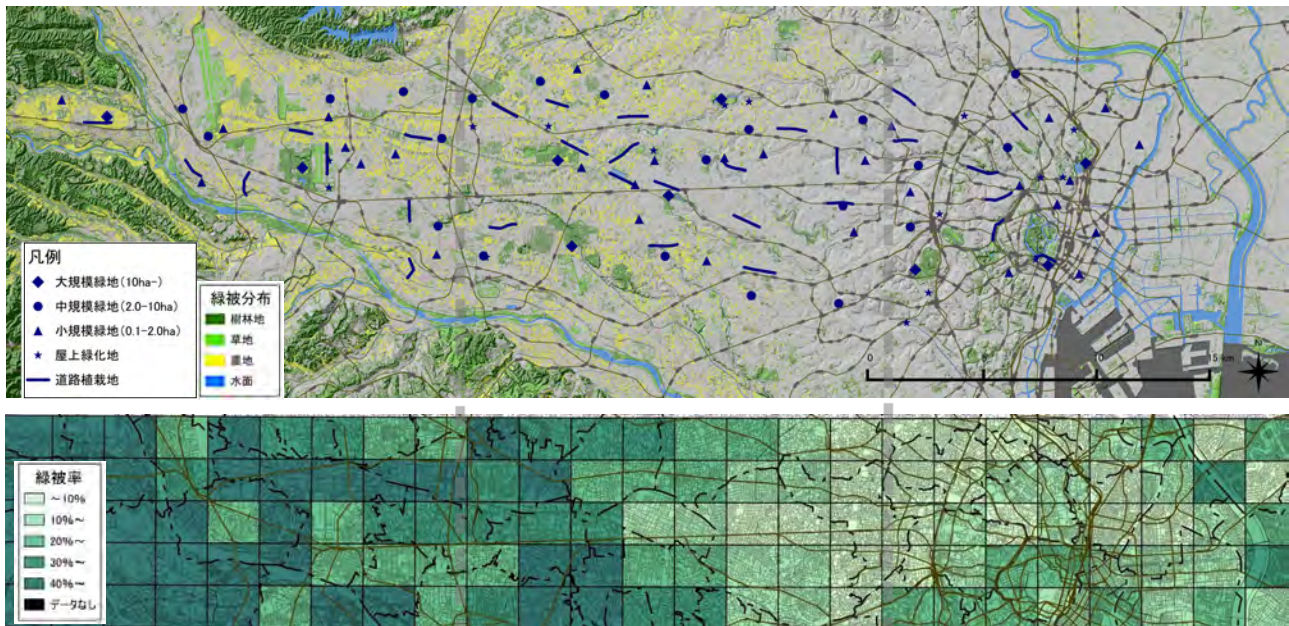 凡例
大規模緑地(10ha-)
中規模緑地(2.0-10ha)
小規模緑地(0.1-2.0ha)
屋上緑化地
道路植栽地
緑被分布
樹林地
草地
農地
水面
0
15 km
N
緑被率
~10%
10%~
20%~
30%~
40%~
データなし